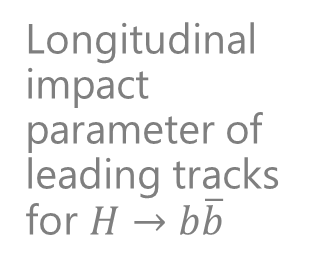 Longitudinal
impact
parameter of
leading tracks
for H → bb̄